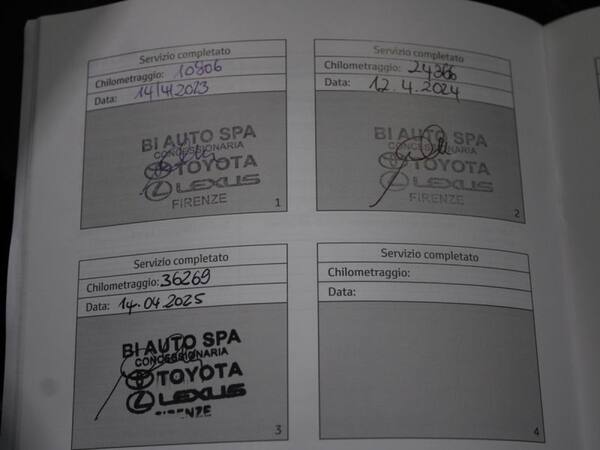 Servizio completato
Chilometraggio: 10806
Data: 14/4/2023
BI AUTO SPA
CONCESSIONARIA
TOYOTA
LEXUS
FIRENZE
1
Servizio completato
Chilometraggio: 24366
Data: 12.4.2024
BI AUTO SPA
CONCESSIONARIA
TOYOTA
LEXUS
FIRENZE
2
Servizio completato
Chilometraggio: 36269
Data: 14.04.2025
BI AUTO SPA
CONCESSIONARIA
TOYOTA
LEXUS
FIRENZE
3
Servizio completato
Chilometraggio:
Data:
4